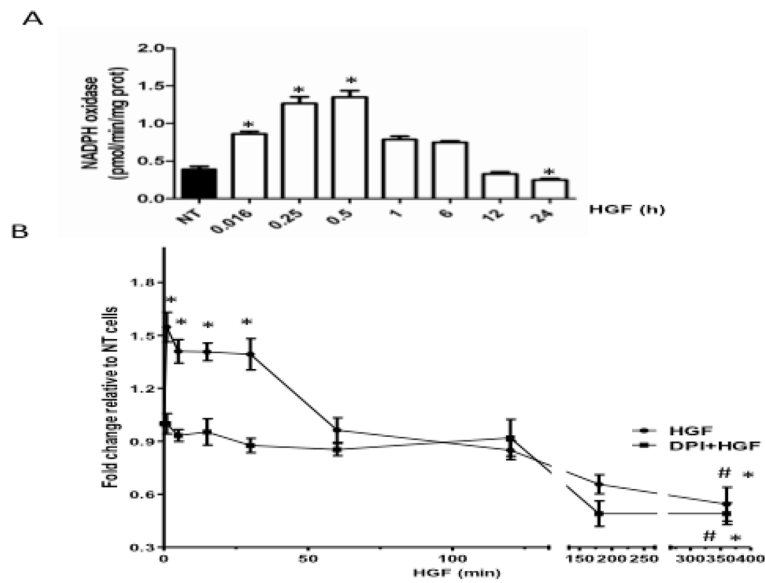 A
NADPH oxidase
(pmol/min/mg prot)
2.0
1.5
1.0
0.5
0.0
* * * *
NT 0.016 0.25 0.5 1 6 12 24
HGF (h)
B
Fold change relative to NT cells
1.8
1.5
1.2
0.9
0.6
0.3
* * * *
HGF
DPI+HGF
# *
# *
0 50 100 150 200 250 300 350 400
HGF (min)